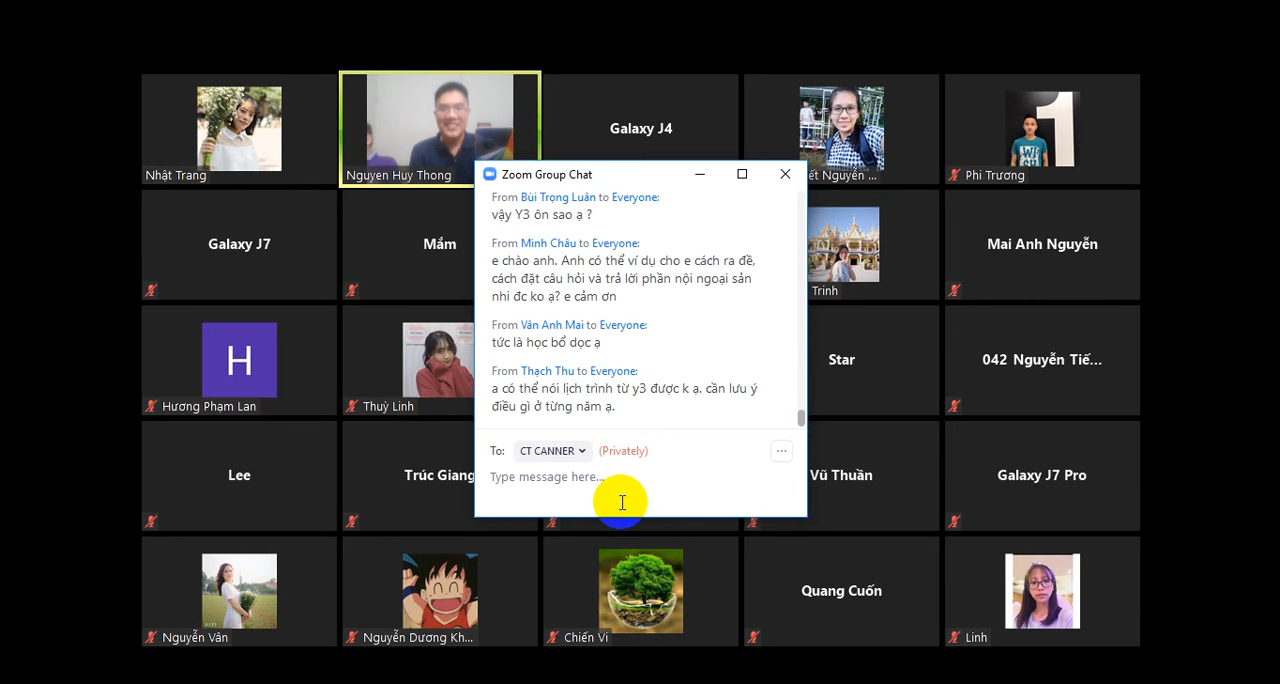 Nhật Trang
Nguyen Huy Thong
Galaxy J4
ết Nguyễn ...
Phi Trương
Galaxy J7
Mắm
Trinh
Mai Anh Nguyễn
H
Hương Phạm Lan
Thuỳ Linh
Star
042 Nguyễn Tiế...
Lee
Trúc Giang
Vũ Thuần
Galaxy J7 Pro
Nguyễn Vân
Nguyễn Dương Kh...
Chiến Vi
Quang Cuốn
Linh
Zoom Group Chat
From Bùi Trọng Luân to Everyone:
vậy Y3 ôn sao ạ ?
From Minh Châu to Everyone:
e chào anh. Anh có thể ví dụ cho e cách ra đề,
cách đặt câu hỏi và trả lời phần nội ngoại sản
nhi đc ko ạ? e cảm ơn
From Vân Anh Mai to Everyone:
tức là học bổ dọc ạ
From Thạch Thu to Everyone:
a có thể nói lịch trình từ y3 được k ạ. cần lưu ý
điều gì ở từng năm ạ.
To: CT CANNER (Privately)
...
Type message here...